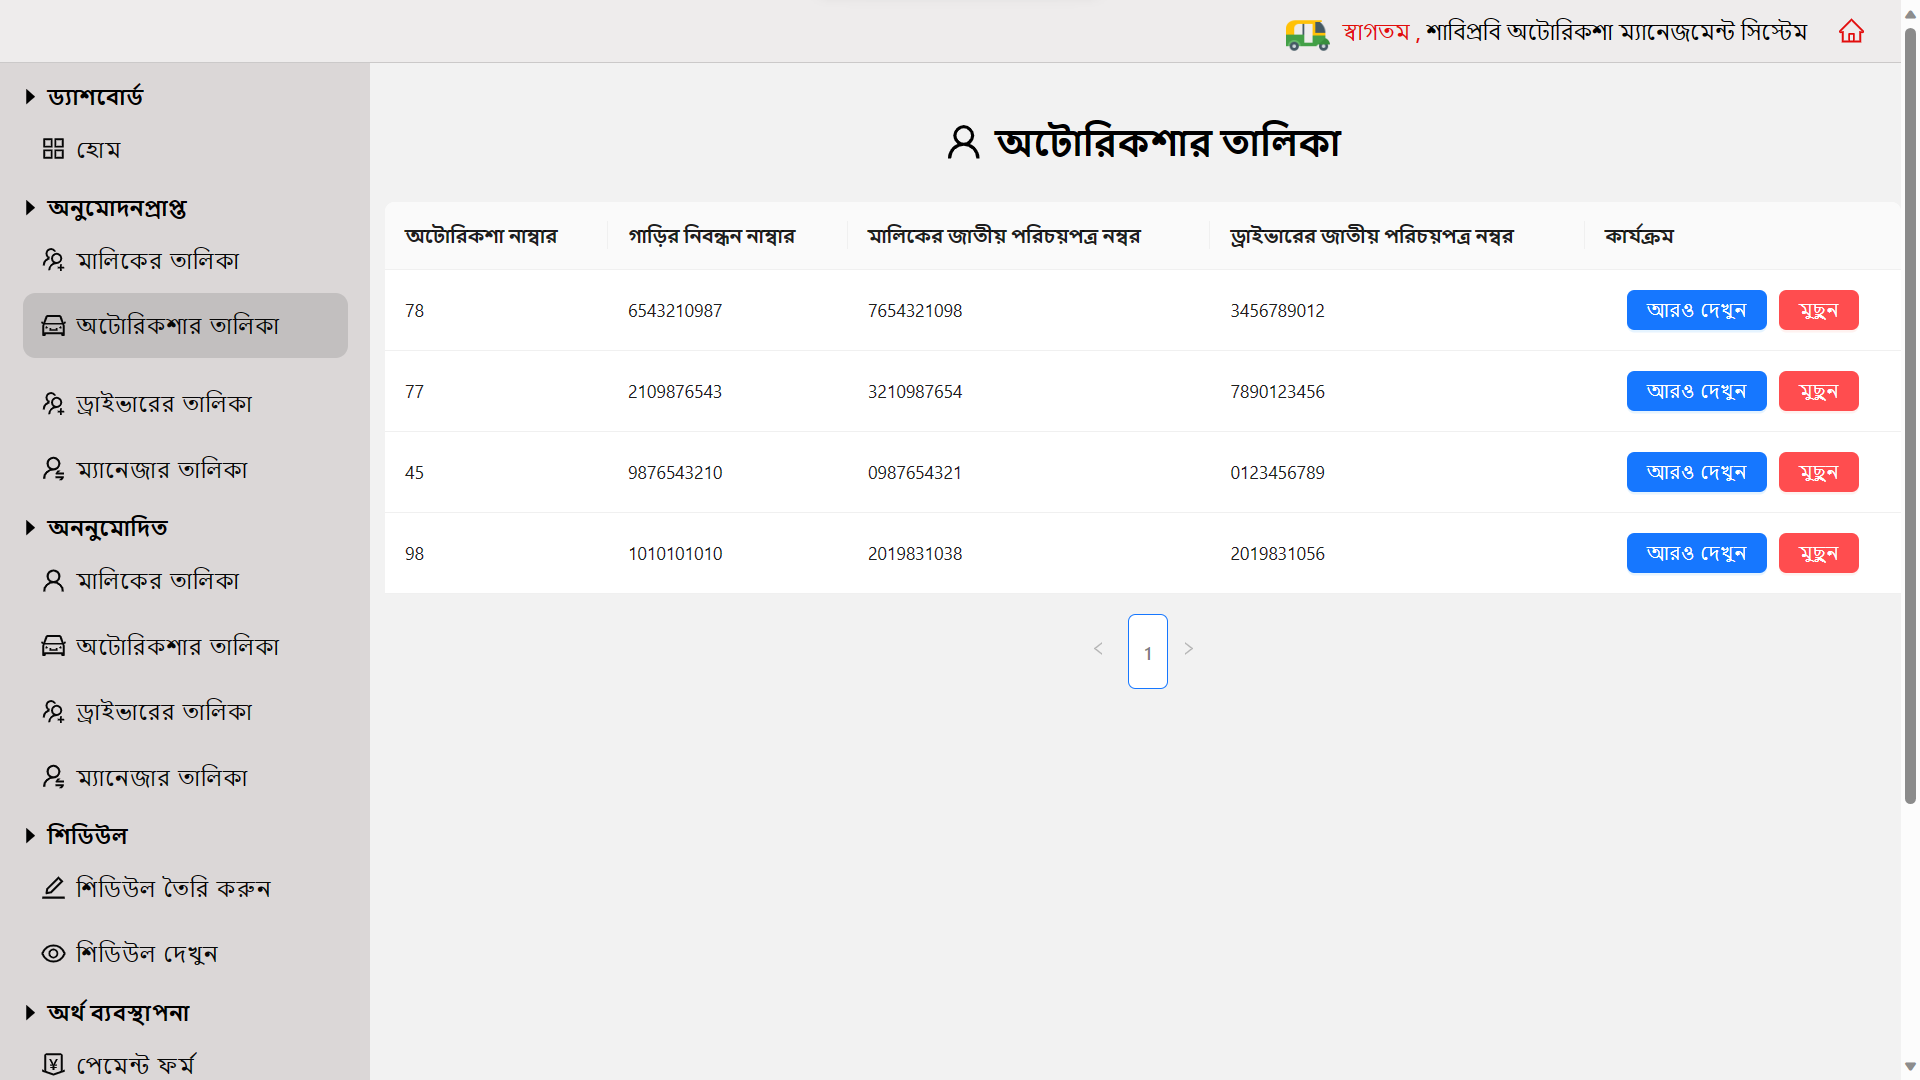 স্বাগতম , শাবিপ্রবি অটোরিকশা ম্যানেজমেন্ট সিস্টেম
ড্যাশবোর্ড
হোম
অনুমোদনপ্রাপ্ত
মালিকের তালিকা
অটোরিকশার তালিকা
ড্রাইভারের তালিকা
ম্যানেজার তালিকা
অননুমোদিত
মালিকের তালিকা
অটোরিকশার তালিকা
ড্রাইভারের তালিকা
ম্যানেজার তালিকা
শিডিউল
শিডিউল তৈরি করুন
শিডিউল দেখুন
অর্থ ব্যবস্থাপনা
পেমেন্ট ফর্ম
অটোরিকশার তালিকা
অটোরিকশা নাম্বার গাড়ির নিবন্ধন নাম্বার মালিকের জাতীয় পরিচয়পত্র নম্বর ড্রাইভারের জাতীয় পরিচয়পত্র নম্বর কার্যক্রম
78 6543210987 7654321098 3456789012 আরও দেখুন মুছুন
77 2109876543 3210987654 7890123456 আরও দেখুন মুছুন
45 9876543210 0987654321 0123456789 আরও দেখুন মুছুন
98 1010101010 2019831038 2019831056 আরও দেখুন মুছুন
1